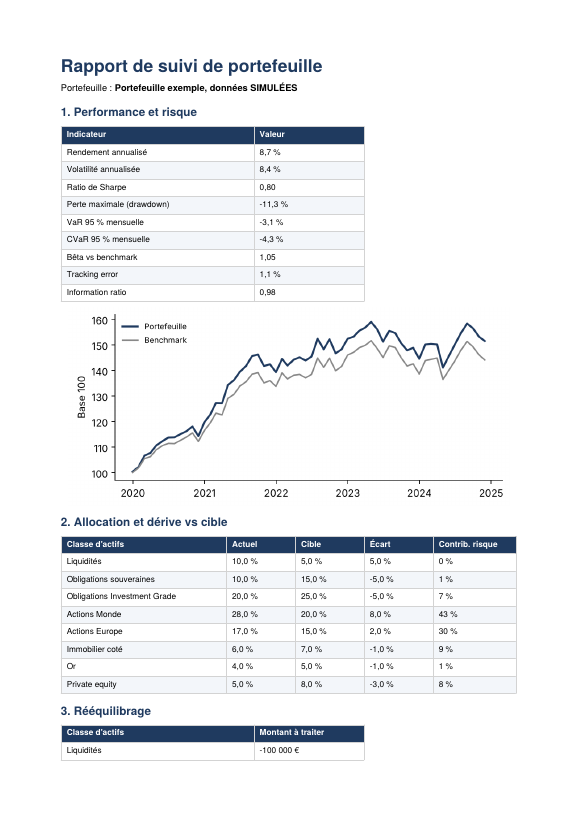 Rapport de suivi de portefeuille
Portefeuille : Portefeuille exemple, données SIMULÉES
1. Performance et risque
Indicateur Valeur
Rendement annualisé 8,7 %
Volatilité annualisée 8,4 %
Ratio de Sharpe 0,80
Perte maximale (drawdown) -11,3 %
VaR 95 % mensuelle -3,1 %
CVaR 95 % mensuelle -4,3 %
Bêta vs benchmark 1,05
Tracking error 1,1 %
Information ratio 0,98
Portefeuille
Benchmark
Base 100
160
150
140
130
120
110
100
2020 2021 2022 2023 2024 2025
2. Allocation et dérive vs cible
Classe d'actifs Actuel Cible Écart Contrib. risque
Liquidités 10,0 % 5,0 % 5,0 % 0 %
Obligations souveraines 10,0 % 15,0 % -5,0 % 1 %
Obligations Investment Grade 20,0 % 25,0 % -5,0 % 7 %
Actions Monde 28,0 % 20,0 % 8,0 % 43 %
Actions Europe 17,0 % 15,0 % 2,0 % 30 %
Immobilier coté 6,0 % 7,0 % -1,0 % 9 %
Or 4,0 % 5,0 % -1,0 % 1 %
Private equity 5,0 % 8,0 % -3,0 % 8 %
3. Rééquilibrage
Classe d'actifs Montant à traiter
Liquidités -100 000 €